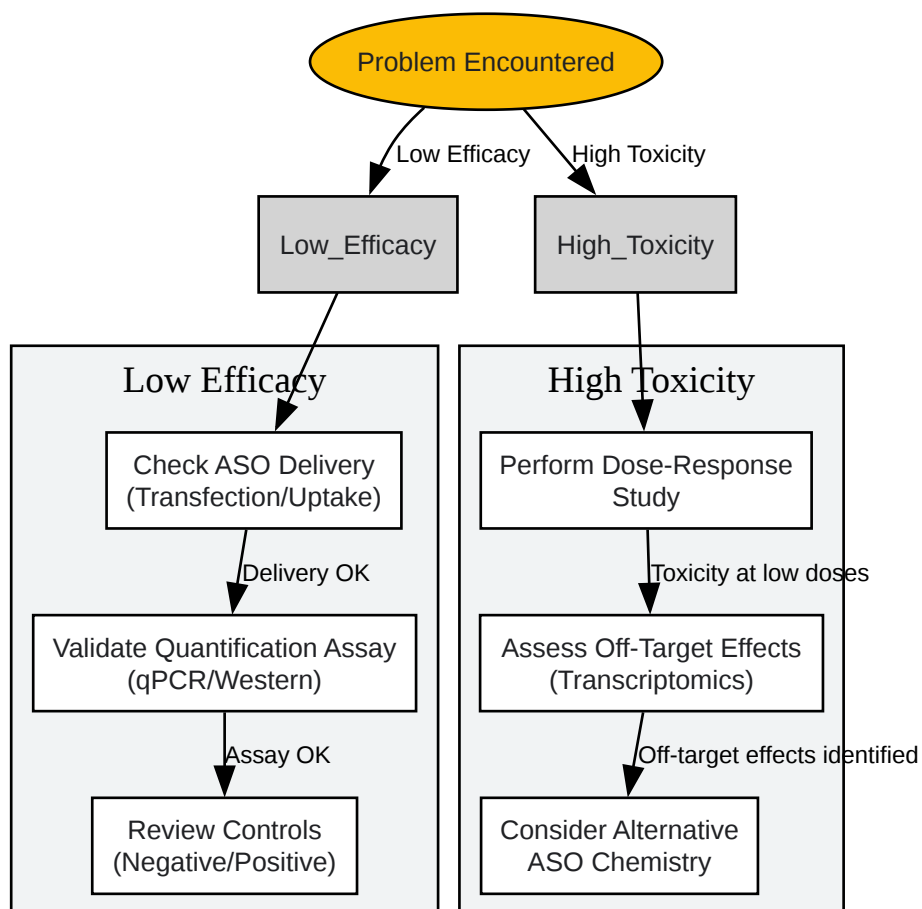 Problem Encountered
Low Efficacy
High Toxicity
Low_Efficacy
High_Toxicity
Low Efficacy
High Toxicity
Check ASO Delivery
(Transfection/Uptake)
Perform Dose-Response
Study
Delivery OK
Toxicity at low doses
Validate Quantification Assay
(qPCR/Western)
Assess Off-Target Effects
(Transcriptomics)
Assay OK
Off-target effects identified
Review Controls
(Negative/Positive)
Consider Alternative
ASO Chemistry